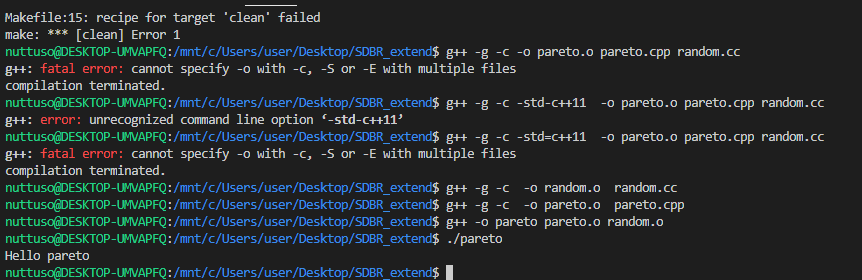 Makefile:15: recipe for target 'clean' failed
make: *** [clean] Error 1
nuttuso@DESKTOP-UMVAPFQ:/mnt/c/Users/user/Desktop/SDBR_extend$ g++ -g -c -o pareto.o pareto.cpp random.cc
g++: fatal error: cannot specify -o with -c, -S or -E with multiple files
compilation terminated.
nuttuso@DESKTOP-UMVAPFQ:/mnt/c/Users/user/Desktop/SDBR_extend$ g++ -g -c -std-c++11  -o pareto.o pareto.cpp random.cc
g++: error: unrecognized command line option ‘-std-c++11’
nuttuso@DESKTOP-UMVAPFQ:/mnt/c/Users/user/Desktop/SDBR_extend$ g++ -g -c -std=c++11  -o pareto.o pareto.cpp random.cc
g++: fatal error: cannot specify -o with -c, -S or -E with multiple files
compilation terminated.
nuttuso@DESKTOP-UMVAPFQ:/mnt/c/Users/user/Desktop/SDBR_extend$ g++ -g -c  -o random.o  random.cc
nuttuso@DESKTOP-UMVAPFQ:/mnt/c/Users/user/Desktop/SDBR_extend$ g++ -g -c  -o pareto.o  pareto.cpp
nuttuso@DESKTOP-UMVAPFQ:/mnt/c/Users/user/Desktop/SDBR_extend$ g++ -o pareto pareto.o random.o
nuttuso@DESKTOP-UMVAPFQ:/mnt/c/Users/user/Desktop/SDBR_extend$ ./pareto
Hello pareto
nuttuso@DESKTOP-UMVAPFQ:/mnt/c/Users/user/Desktop/SDBR_extend$